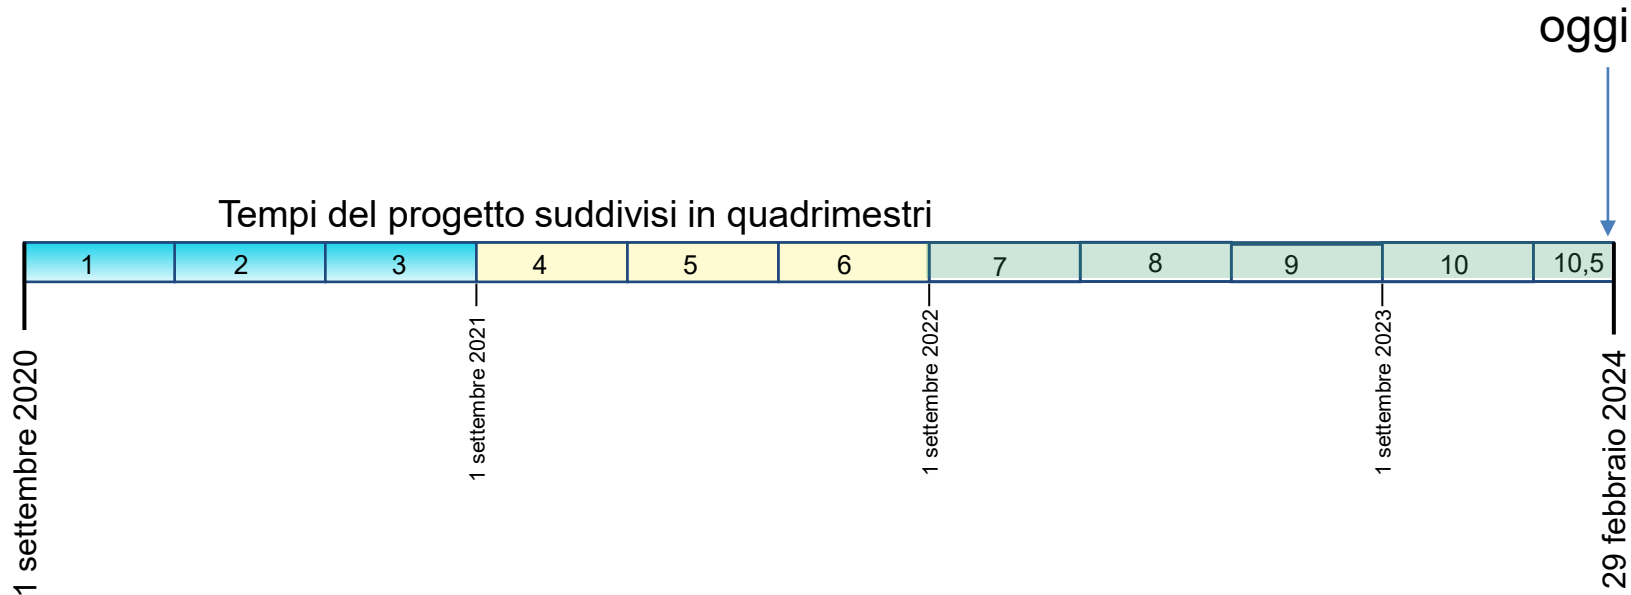 oggi
Tempi del progetto suddivisi in quadrimestri
1 2 3 4 5 6 7 8 9 10 10,5
1 settembre 2020
1 settembre 2021
1 settembre 2022
1 settembre 2023
29 febbraio 2024